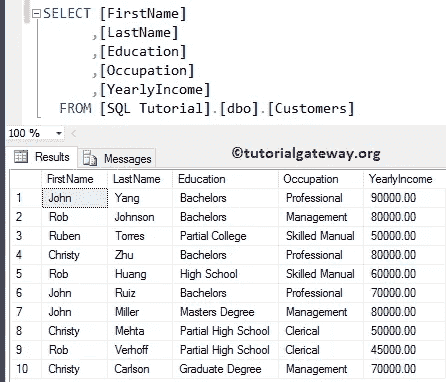 SELECT [FirstName]
,[LastName]
,[Education]
,[Occupation]
,[YearlyIncome]
FROM [SQL Tutorial].[dbo].[Customers]
100 %
Results Messages
©tutorialgateway.org
FirstName LastName Education Occupation YearlyIncome
1 John Yang Bachelors Professional 90000.00
2 Rob Johnson Bachelors Management 80000.00
3 Ruben Torres Partial College Skilled Manual 50000.00
4 Christy Zhu Bachelors Professional 80000.00
5 Rob Huang High School Skilled Manual 60000.00
6 John Ruiz Bachelors Professional 70000.00
7 John Miller Masters Degree Management 80000.00
8 Christy Mehta Partial High School Clerical 50000.00
9 Rob Verhoff Partial High School Clerical 45000.00
10 Christy Carlson Graduate Degree Management 70000.00